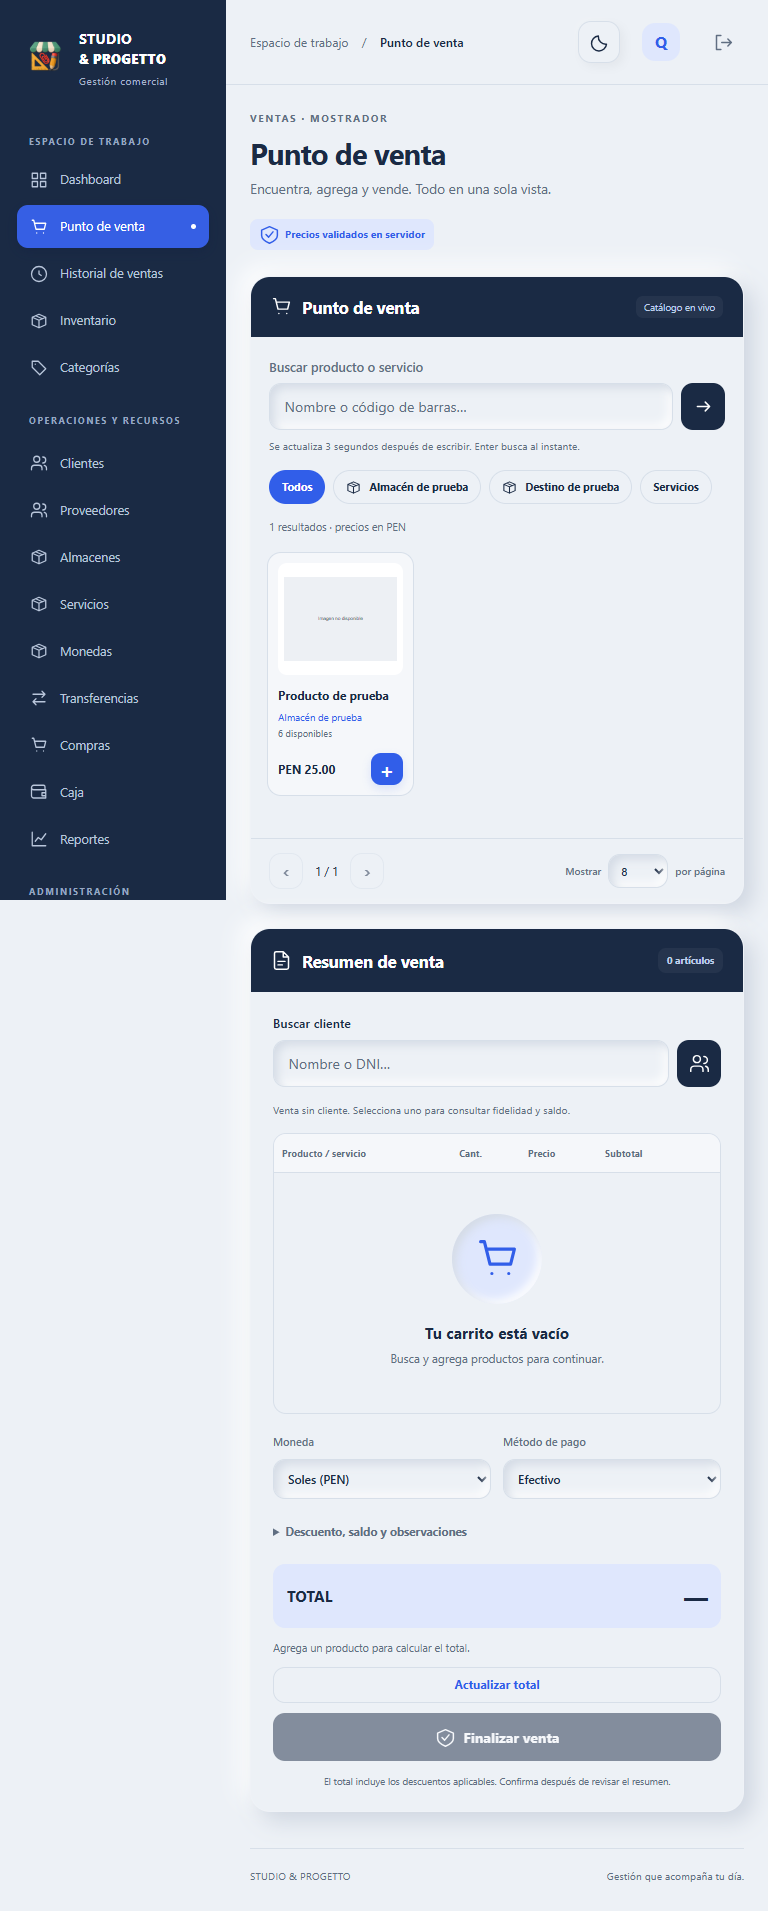 STUDIO
& PROGETTO
Gestión comercial
ESPACIO DE TRABAJO
Dashboard
Punto de venta
Historial de ventas
Inventario
Categorías
OPERACIONES Y RECURSOS
Clientes
Proveedores
Almacenes
Servicios
Monedas
Transferencias
Compras
Caja
Reportes
ADMINISTRACIÓN
Espacio de trabajo / Punto de venta
Q
VENTAS · MOSTRADOR
Punto de venta
Encuentra, agrega y vende. Todo en una sola vista.
Precios validados en servidor
Punto de venta
Catálogo en vivo
Buscar producto o servicio
Nombre o código de barras...
Se actualiza 3 segundos después de escribir. Enter busca al instante.
Todos
Almacén de prueba
Destino de prueba
Servicios
1 resultados · precios en PEN
Imagen no disponible
Producto de prueba
Almacén de prueba
6 disponibles
PEN 25.00
+
‹ 1 / 1 ›
Mostrar 8 por página
Resumen de venta
0 artículos
Buscar cliente
Nombre o DNI...
Venta sin cliente. Selecciona uno para consultar fidelidad y saldo.
Producto / servicio Cant. Precio Subtotal
Tu carrito está vacío
Busca y agrega productos para continuar.
Moneda
Método de pago
Soles (PEN)
Efectivo
Descuento, saldo y observaciones
TOTAL —
Agrega un producto para calcular el total.
Actualizar total
Finalizar venta
El total incluye los descuentos aplicables. Confirma después de revisar el resumen.
STUDIO & PROGETTO
Gestión que acompaña tu día.